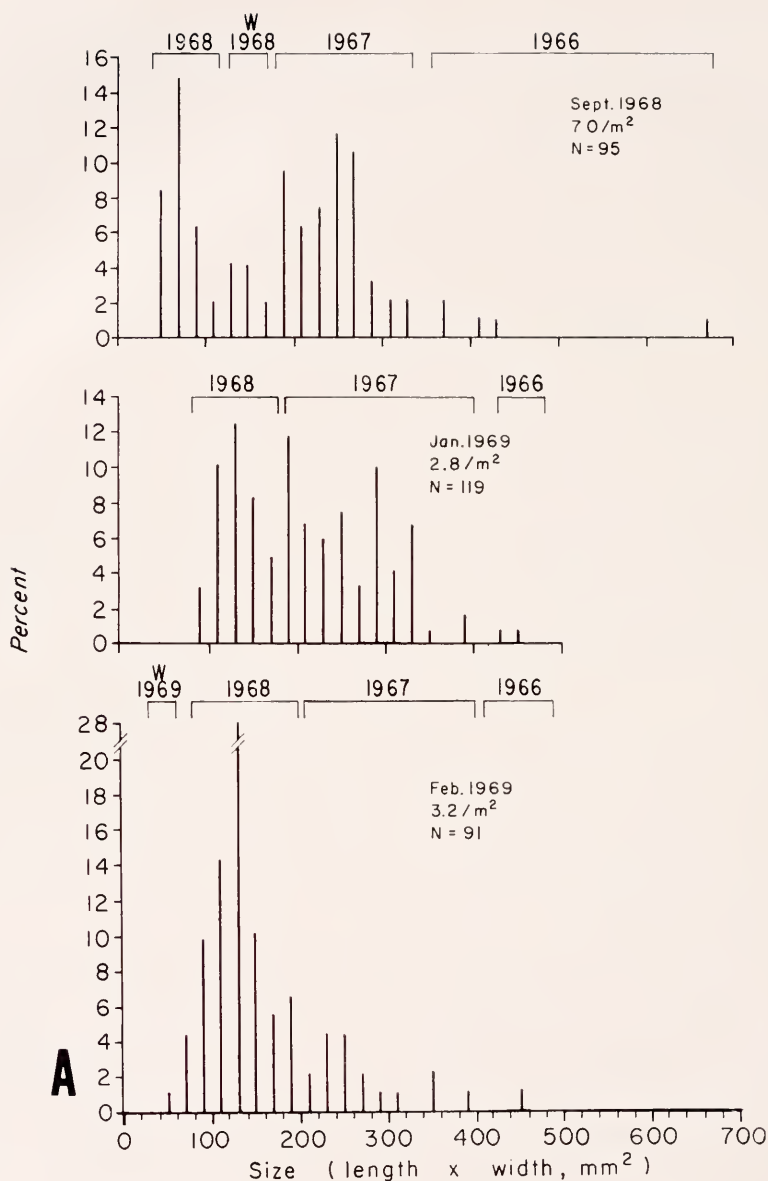 W
1968 1968 1967 1966
16
14
12
10
8
6
4
2
0
Sept. 1968
70/m²
N = 95
1968 1967 1966
14
12
10
8
6
4
2
0
Jan. 1969
2.8/m²
N = 119
Percent
W
1969 1968 1967 1966
28
20
18
16
14
12
10
8
6
4
2
0
Feb. 1969
3.2/m²
N = 91
A
0 100 200 300 400 500 600 700
Size (length x width, mm²)